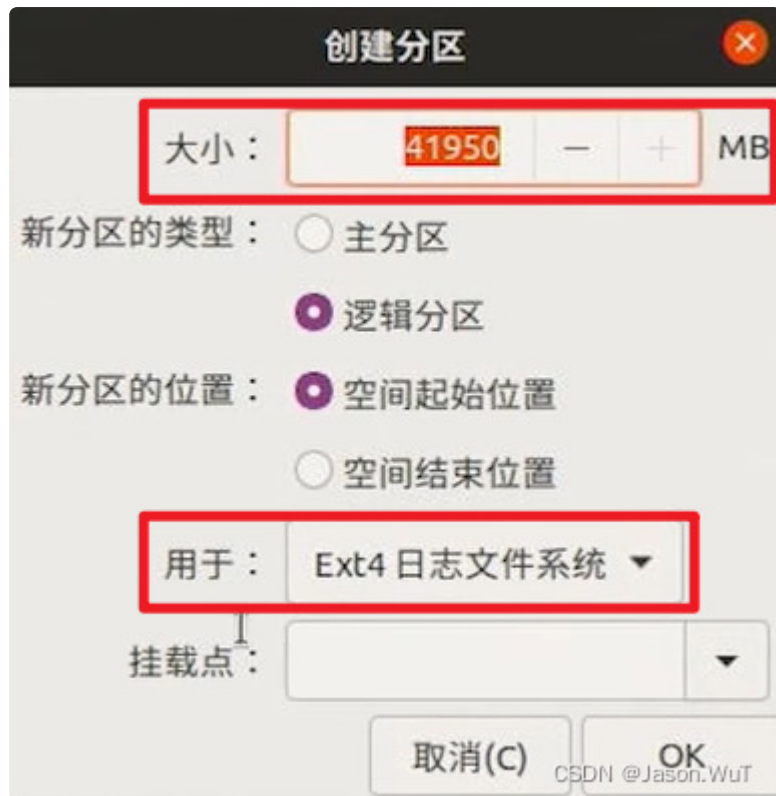 创建分区
大小： 41950 MB
新分区的类型： 主分区
逻辑分区
新分区的位置： 空间起始位置
空间结束位置
用于： Ext4 日志文件系统
挂载点：
取消(C) OK
CSDN @Jason.WuT